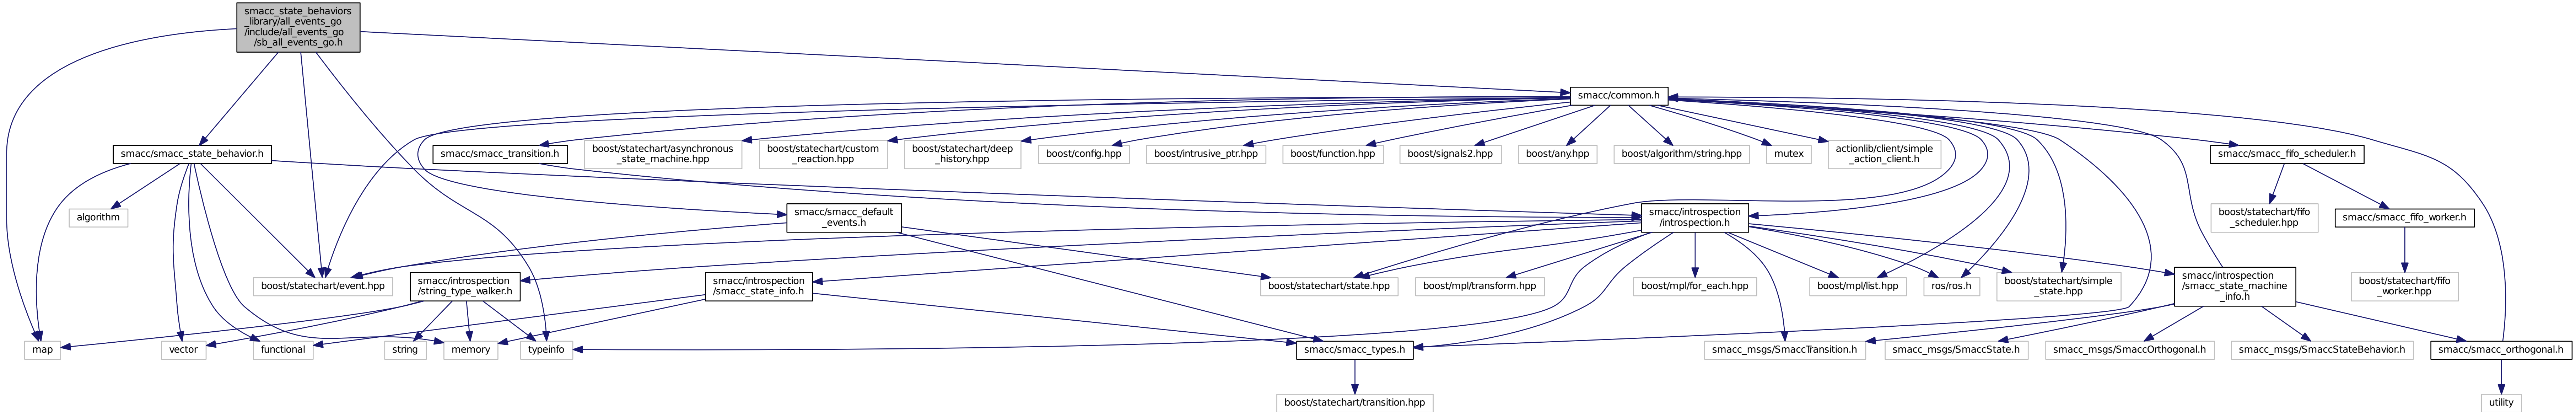 smacc_state_behaviors
_library/all_events_go
/include/all_events_go
/sb_all_events_go.h
smacc/common.h
smacc/smacc_state_behavior.h
smacc/smacc_transition.h
boost/statechart/asynchronous
_state_machine.hpp
boost/statechart/custom
_reaction.hpp
boost/statechart/deep
_history.hpp
boost/config.hpp
boost/intrusive_ptr.hpp
boost/function.hpp
boost/signals2.hpp
boost/any.hpp
boost/algorithm/string.hpp
mutex
actionlib/client/simple
_action_client.h
smacc/smacc_fifo_scheduler.h
algorithm
smacc/smacc_default
_events.h
smacc/introspection
/introspection.h
boost/statechart/fifo
_scheduler.hpp
smacc/smacc_fifo_worker.h
boost/statechart/event.hpp
smacc/introspection
/string_type_walker.h
smacc/introspection
/smacc_state_info.h
boost/statechart/state.hpp
boost/mpl/transform.hpp
boost/mpl/for_each.hpp
boost/mpl/list.hpp
ros/ros.h
boost/statechart/simple
_state.hpp
smacc/introspection
/smacc_state_machine
_info.h
boost/statechart/fifo
_worker.hpp
map
vector
functional
string
memory
typeinfo
smacc/smacc_types.h
smacc_msgs/SmaccTransition.h
smacc_msgs/SmaccState.h
smacc_msgs/SmaccOrthogonal.h
smacc_msgs/SmaccStateBehavior.h
smacc/smacc_orthogonal.h
boost/statechart/transition.hpp
utility